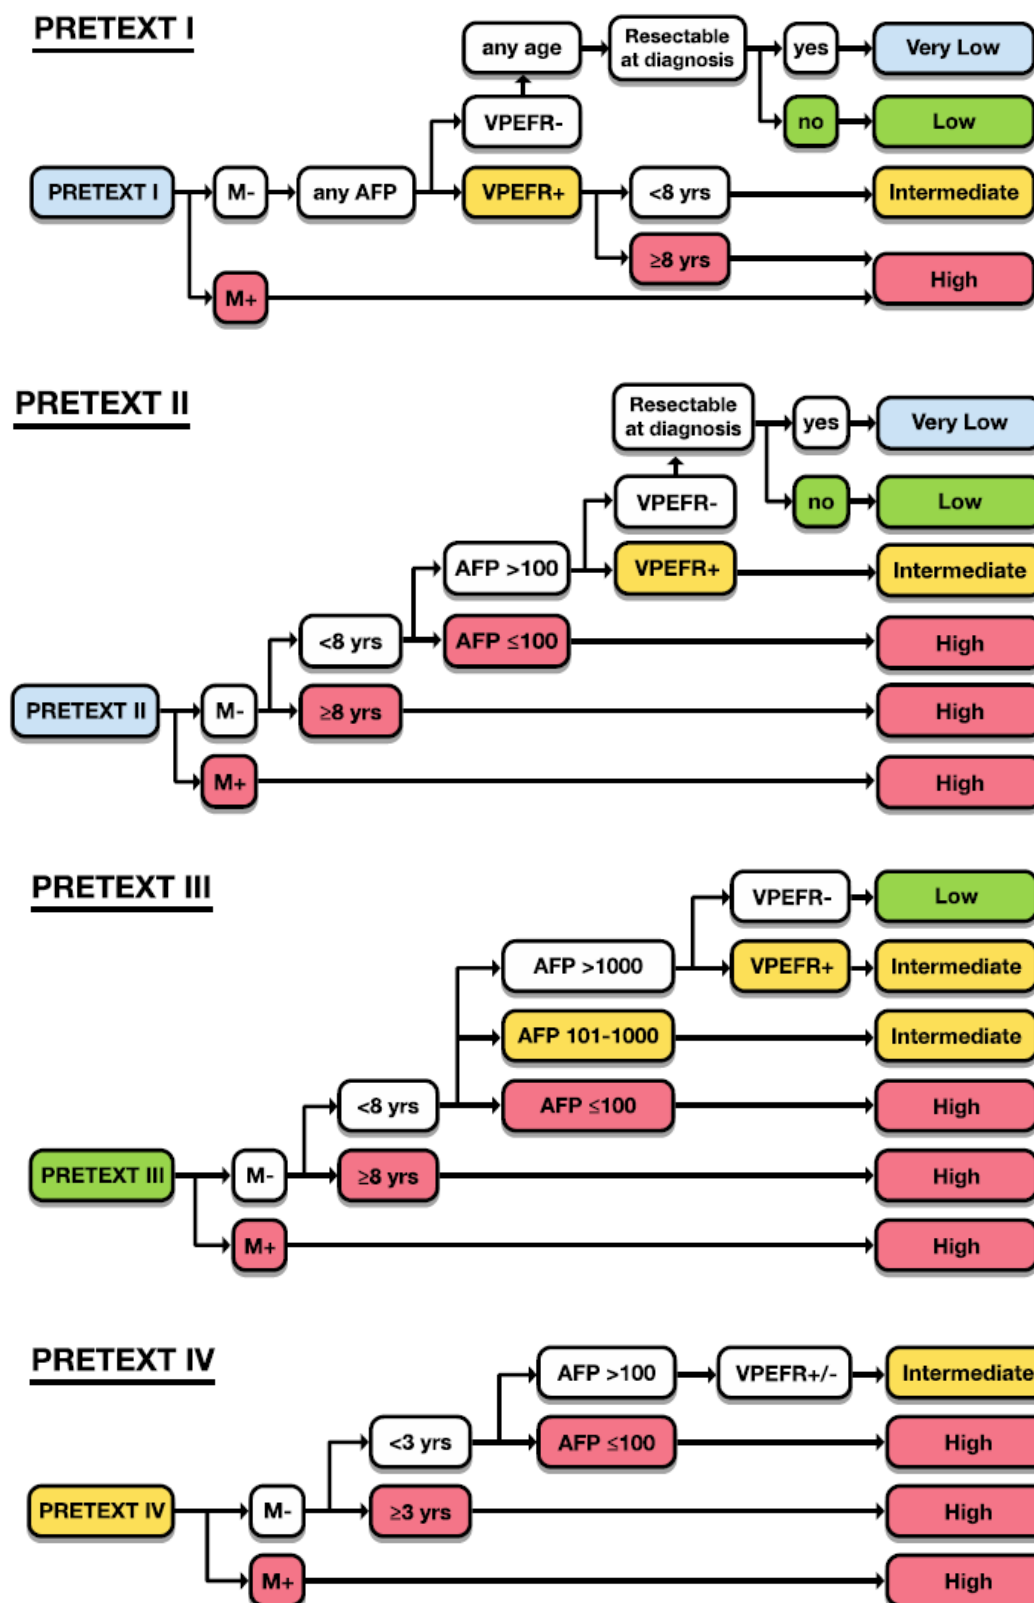 PRETEXT I
any age
Resectable
at diagnosis
yes
Very Low
VPEFR-
no
Low
PRETEXT I
M-
any AFP
VPEFR+
<8 yrs
Intermediate
≥8 yrs
High
M+
PRETEXT II
Resectable
at diagnosis
yes
Very Low
VPEFR-
no
Low
AFP >100
VPEFR+
Intermediate
<8 yrs
AFP ≤100
High
PRETEXT II
M-
≥8 yrs
High
M+
High
PRETEXT III
VPEFR-
Low
AFP >1000
VPEFR+
Intermediate
AFP 101-1000
Intermediate
<8 yrs
AFP ≤100
High
PRETEXT III
M-
≥8 yrs
High
M+
High
PRETEXT IV
AFP >100
VPEFR+/-
Intermediate
<3 yrs
AFP ≤100
High
PRETEXT IV
M-
≥3 yrs
High
M+
High